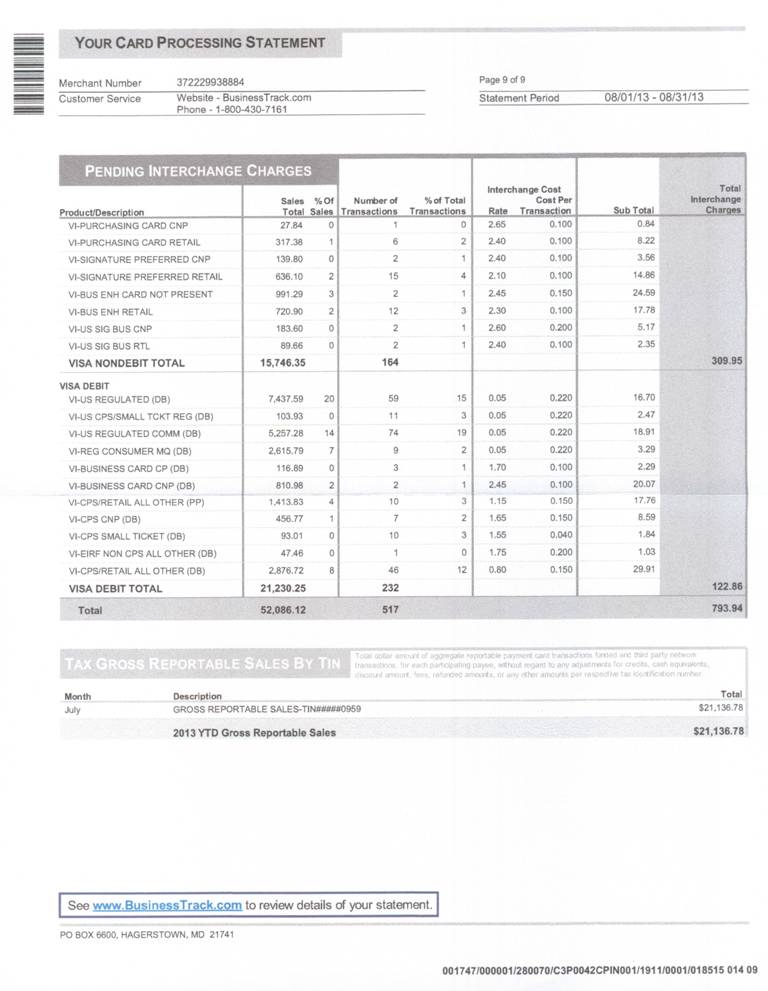 YOUR CARD PROCESSING STATEMENT
Merchant Number 372229938884
Page 9 of 9
Customer Service Website - BusinessTrack.com
Phone - 1-800-430-7161
Statement Period 08/01/13 - 08/31/13
PENDING INTERCHANGE CHARGES
Interchange Cost Total
Sales % Of Number of % of Total Cost Per Interchange
Product/Description Total Sales Transactions Transactions Rate Transaction Sub Total Charges
VI-PURCHASING CARD CNP 27.84 0 1 0 2.65 0.100 0.84
VI-PURCHASING CARD RETAIL 317.38 1 6 2 2.40 0.100 8.22
VI-SIGNATURE PREFERRED CNP 139.80 0 2 1 2.40 0.100 3.56
VI-SIGNATURE PREFERRED RETAIL 636.10 2 15 4 2.10 0.100 14.86
VI-BUS ENH CARD NOT PRESENT 991.29 3 2 1 2.45 0.150 24.59
VI-BUS ENH RETAIL 720.90 2 12 3 2.30 0.100 17.78
VI-US SIG BUS CNP 183.60 0 2 1 2.60 0.200 5.17
VI-US SIG BUS RTL 89.66 0 2 1 2.40 0.100 2.35
VISA NONDEBIT TOTAL 15,746.35 164 309.95
VISA DEBIT
VI-US REGULATED (DB) 7,437.59 20 59 15 0.05 0.220 16.70
VI-US CPS/SMALL TCKT REG (DB) 103.93 0 11 3 0.05 0.220 2.47
VI-US REGULATED COMM (DB) 5,257.28 14 74 19 0.05 0.220 18.91
VI-REG CONSUMER MQ (DB) 2,615.79 7 9 2 0.05 0.220 3.29
VI-BUSINESS CARD CP (DB) 116.89 0 3 1 1.70 0.100 2.29
VI-BUSINESS CARD CNP (DB) 810.98 2 2 1 2.45 0.100 20.07
VI-CPS/RETAIL ALL OTHER (PP) 1,413.83 4 10 3 1.15 0.150 17.76
VI-CPS CNP (DB) 456.77 1 7 2 1.65 0.150 8.59
VI-CPS SMALL TICKET (DB) 93.01 0 10 3 1.55 0.040 1.84
VI-EIRF NON CPS ALL OTHER (DB) 47.46 0 1 0 1.75 0.200 1.03
VI-CPS/RETAIL ALL OTHER (DB) 2,876.72 8 46 12 0.80 0.150 29.91
VISA DEBIT TOTAL 21,230.25 232 122.86
Total 52,086.12 517 793.94
TAX GROSS REPORTABLE SALES BY TIN
Total dollar amount of aggregate reportable payment card transactions funded and third party network
transactions, for each participating payee, without regard to any adjustments for credits, cash equivalents,
discount amount, fees, refunded amounts, or any other amounts per respective tax identification number.
Month Description Total
July GROSS REPORTABLE SALES-TIN#####0959 $21,136.78
2013 YTD Gross Reportable Sales $21,136.78
See www.BusinessTrack.com to review details of your statement.
PO BOX 6600, HAGERSTOWN, MD 21741
001747/000001/280070/C3P0042CPIN001/1911/0001/018515 014 09